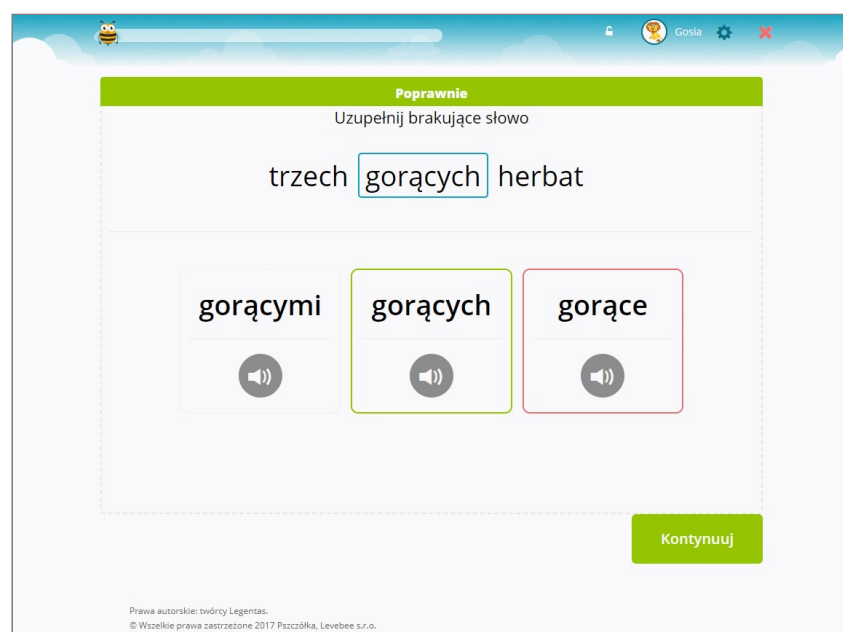 Gosia
Poprawnie
Uzupełnij brakujące słowo
trzech gorących herbat
gorącymi gorących gorące
Kontynuuj
Prawa autorskie: twórcy Legentas.
© Wszelkie prawa zastrzeżone 2017 Pszczółka, Levebee s.r.o.